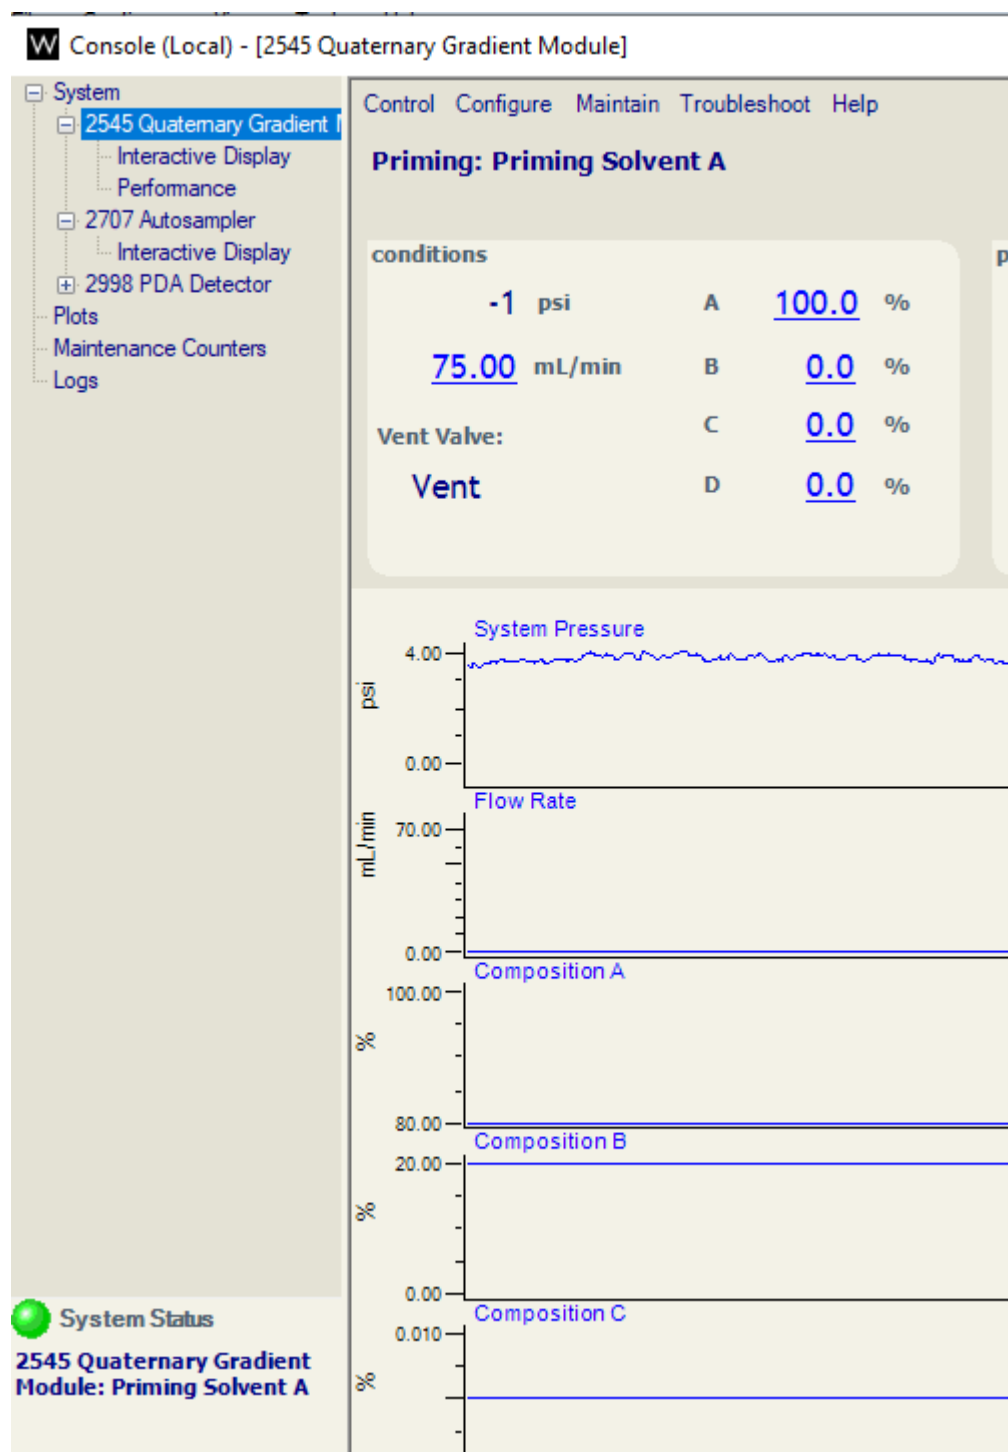 W Console (Local) - [2545 Quaternary Gradient Module]
System
2545 Quaternary Gradient
Interactive Display
Performance
2707 Autosampler
Interactive Display
2998 PDA Detector
Plots
Maintenance Counters
Logs
System Status
2545 Quaternary Gradient
Module: Priming Solvent A
Control Configure Maintain Troubleshoot Help
Priming: Priming Solvent A
conditions
-1 psi A 100.0 %
75.00 mL/min B 0.0 %
Vent Valve: C 0.0 %
Vent D 0.0 %
p
System Pressure
4.00
psi
0.00
Flow Rate
70.00
mL/min
0.00
Composition A
100.00
%
80.00
Composition B
20.00
%
0.00
Composition C
0.010
%